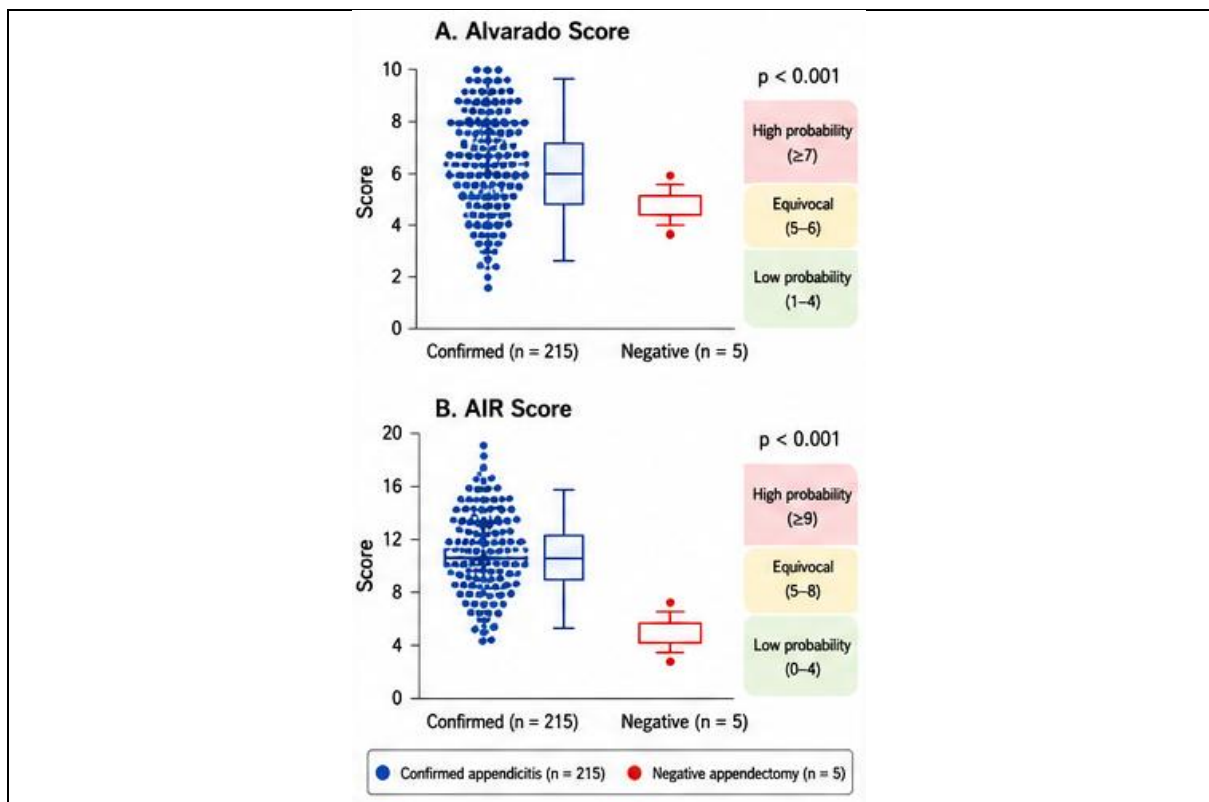 A. Alvarado Score
10
8
6
4
2
0
Score
Confirmed (n = 215)
Negative (n = 5)
p < 0.001
High probability
(≥7)
Equivocal
(5–6)
Low probability
(1–4)
B. AIR Score
20
16
12
8
4
0
Score
Confirmed (n = 215)
Negative (n = 5)
p < 0.001
High probability
(≥9)
Equivocal
(5–8)
Low probability
(0–4)
Confirmed appendicitis (n = 215)
Negative appendectomy (n = 5)